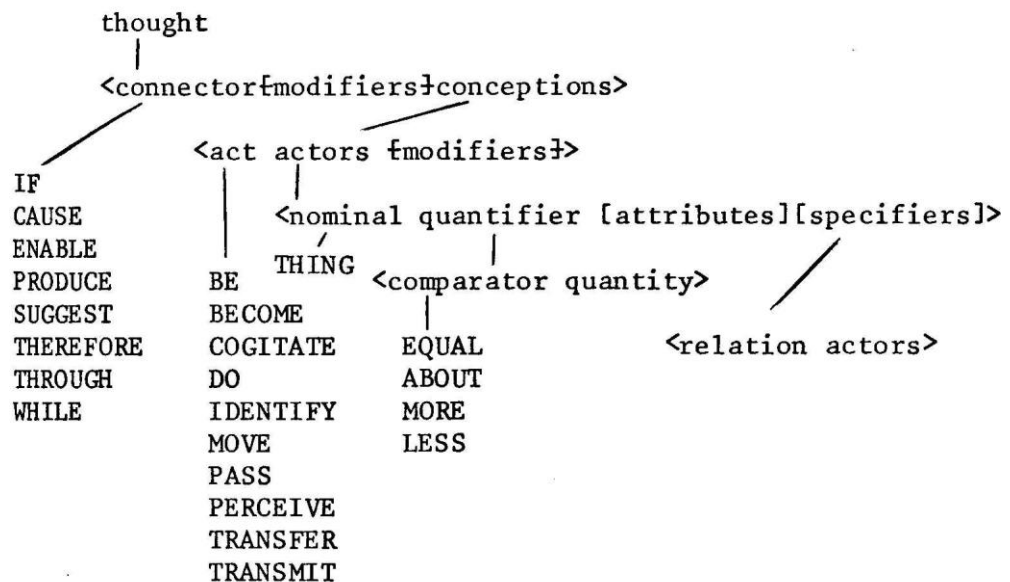 thought
<connector[modifiers]conceptions>
<act actors [modifiers]>
IF
CAUSE <nominal quantifier [attributes][specifiers]>
ENABLE
THING
PRODUCE BE <comparator quantity>
SUGGEST BECOME
THEREFORE COGITATE EQUAL <relation actors>
THROUGH DO ABOUT
WHILE IDENTIFY MORE
MOVE LESS
PASS
PERCEIVE
TRANSFER
TRANSMIT